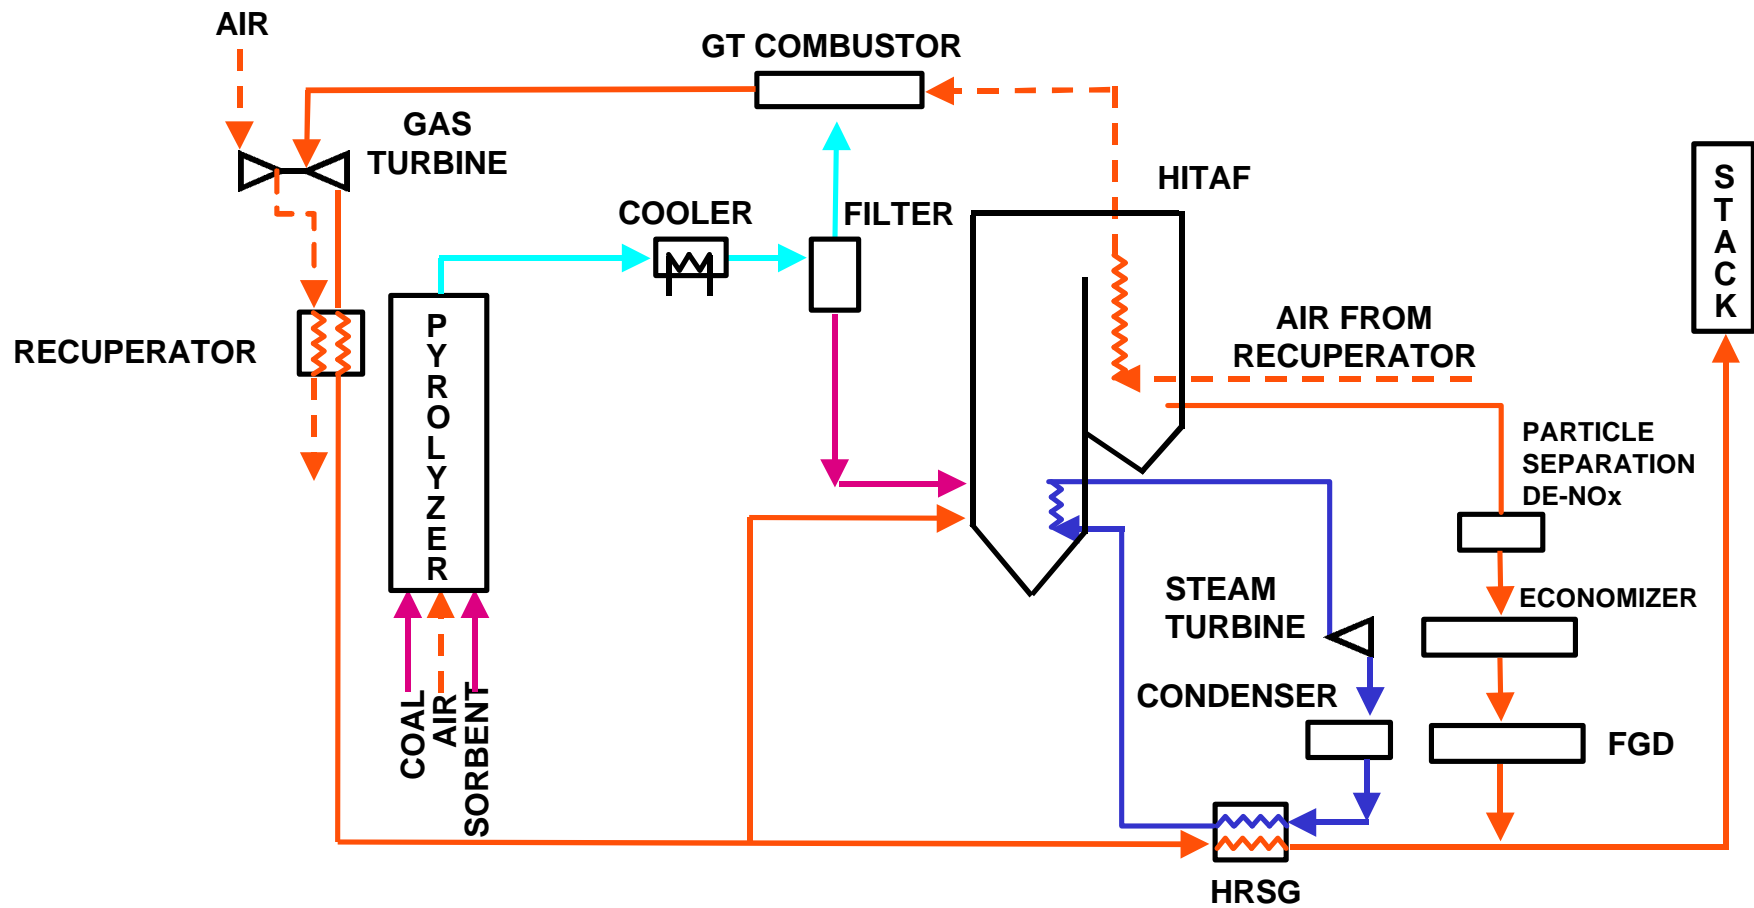 AIR
GT COMBUSTOR
GAS
TURBINE
HITAF
STACK
COOLER
FILTER
RECUPERATOR
PYROLYZER
AIR FROM
RECUPERATOR
PARTICLE
SEPARATION
DE-NOx
STEAM
TURBINE
ECONOMIZER
CONDENSER
FGD
COAL
AIR
SORBENT
HRSG